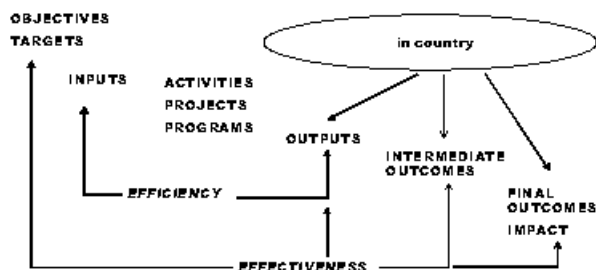 OBJECTIVES
TARGETS
in country
INPUTS
ACTIVITIES
PROJECTS
PROGRAMS
OUTPUTS
INTERMEDIATE
OUTCOMES
EFFICIENCY
FINAL
OUTCOMES
IMPACT
EFFECTIVENESS